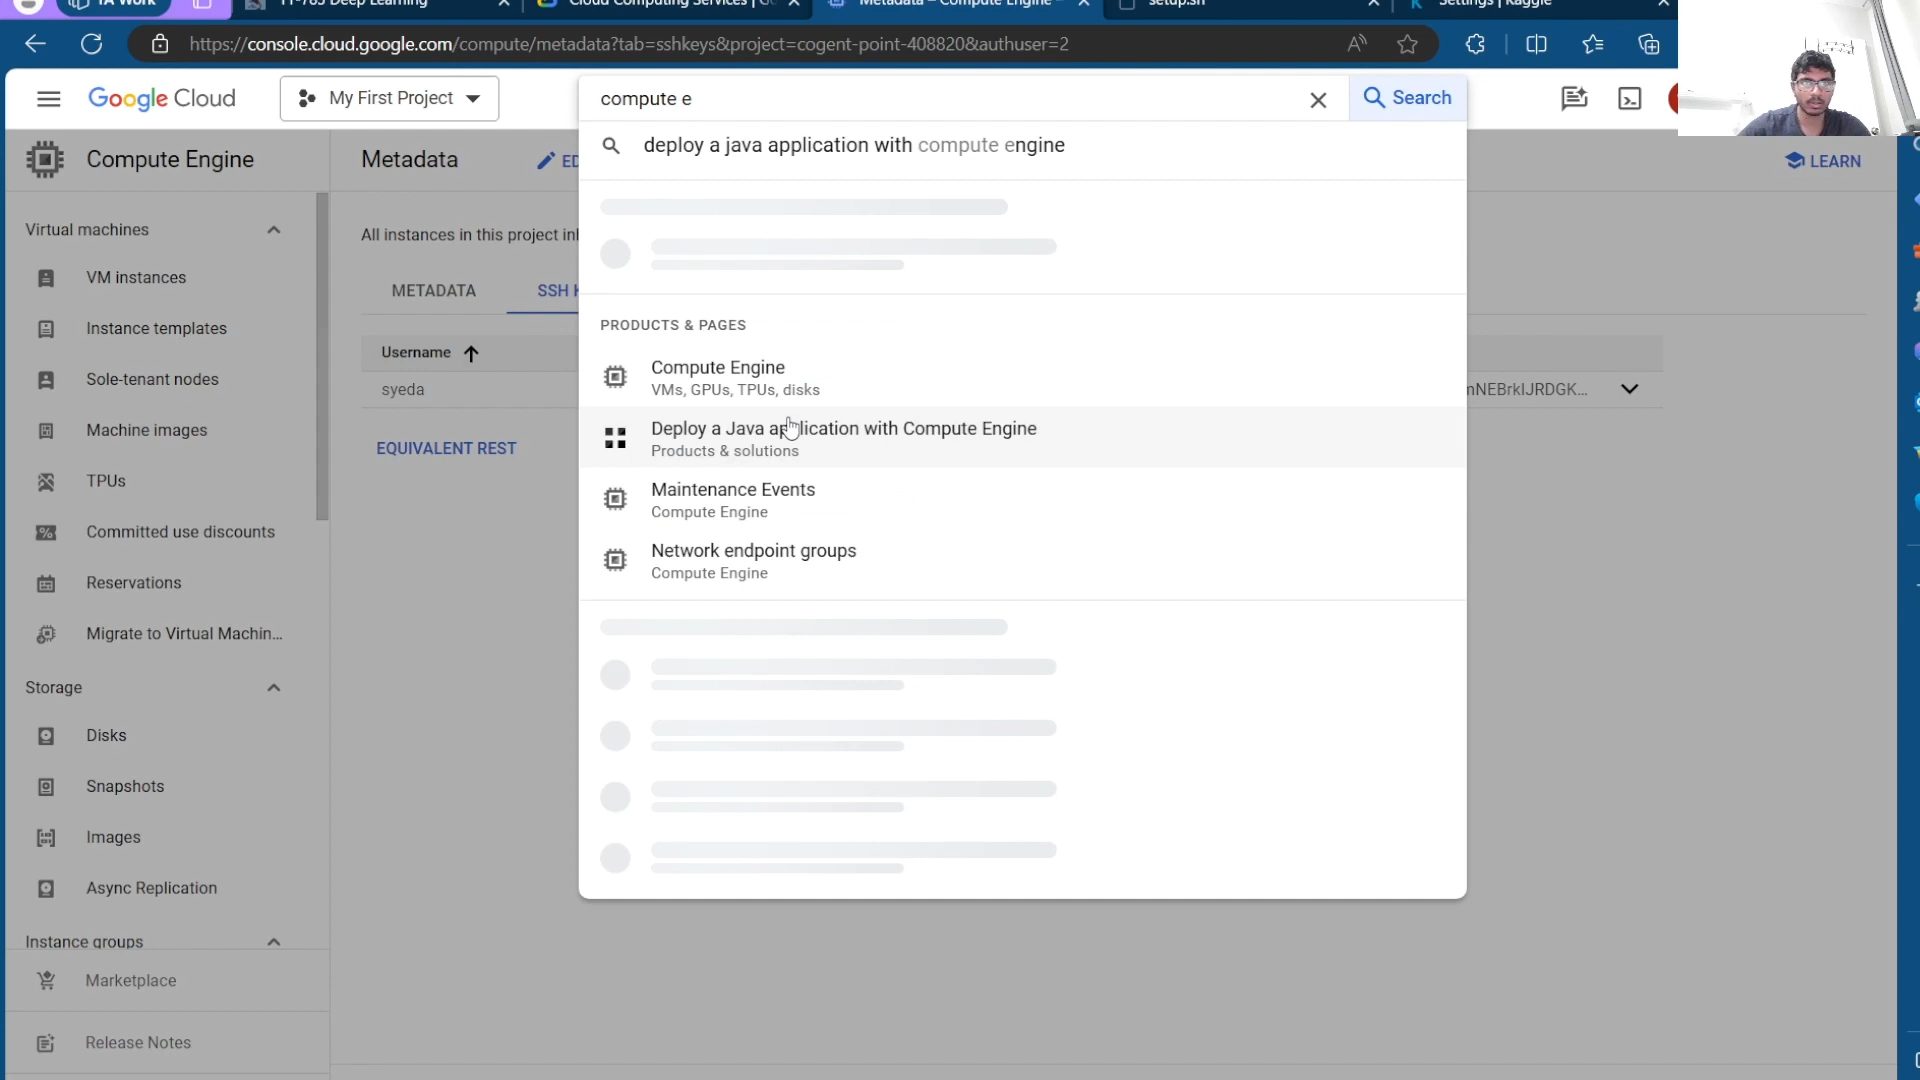 TA Work
11-785 Deep Learning
Cloud Computing Services | Go
Metadata – Compute Engine –
setup.sh
Settings | Kaggle
https://console.cloud.google.com/compute/metadata?tab=sshkeys&project=cogent-point-408820&authuser=2
Google Cloud
My First Project
compute e
Search
deploy a java application with compute engine
Compute Engine
Metadata
LEARN
Virtual machines
VM instances
Instance templates
Sole-tenant nodes
Machine images
TPUs
Committed use discounts
Reservations
Migrate to Virtual Machin...
Storage
Disks
Snapshots
Images
Async Replication
Instance groups
Marketplace
Release Notes
All instances in this project inh
METADATA
SSH K
Username
syeda
EQUIVALENT REST
PRODUCTS & PAGES
Compute Engine
VMs, GPUs, TPUs, disks
Deploy a Java application with Compute Engine
Products & solutions
Maintenance Events
Compute Engine
Network endpoint groups
Compute Engine